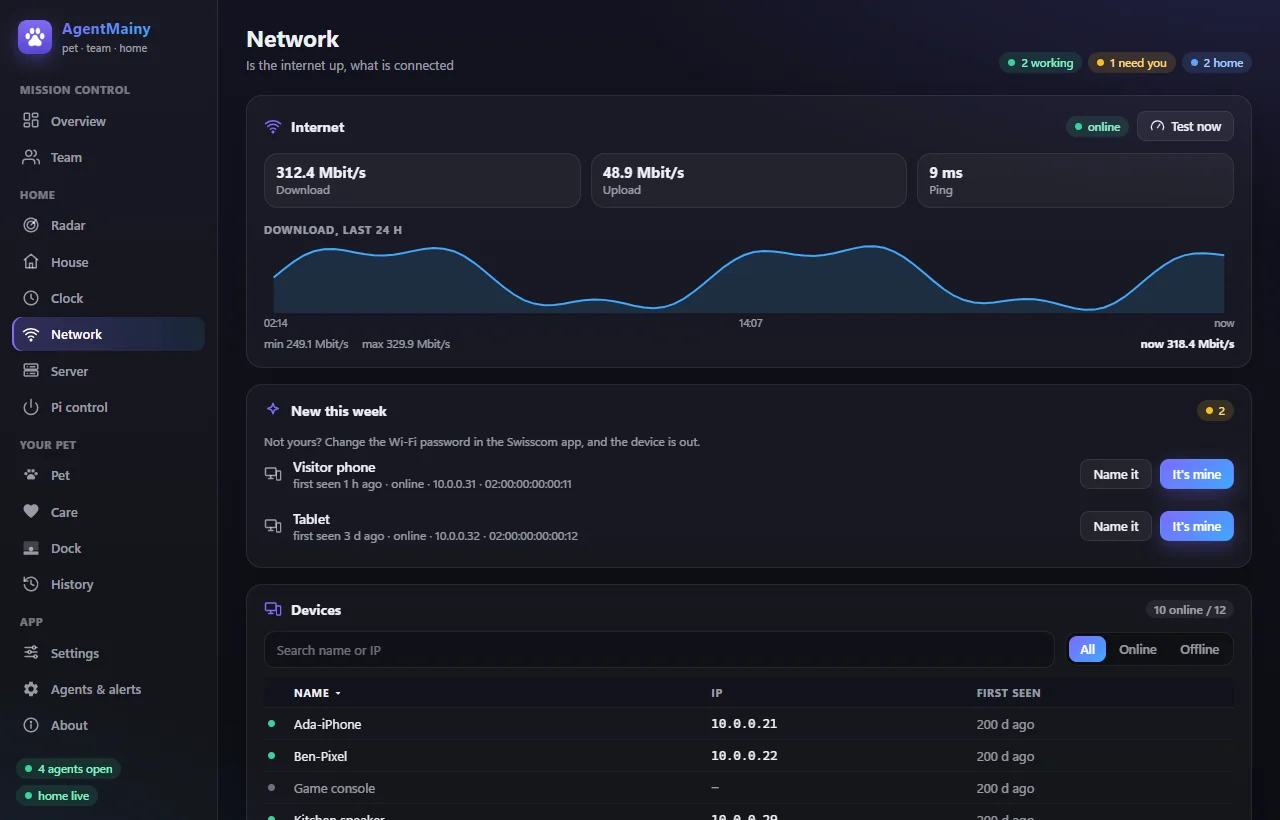 AgentMainy
pet · team · home
MISSION CONTROL
Overview
Team
HOME
Radar
House
Clock
Network
Server
Pi control
YOUR PET
Pet
Care
Dock
History
APP
Settings
Agents & alerts
About
4 agents open
home live
Network
Is the internet up, what is connected
2 working
1 need you
2 home
Internet
online
Test now
312.4 Mbit/s
Download
48.9 Mbit/s
Upload
9 ms
Ping
DOWNLOAD, LAST 24 H
02:14
14:07
now
min 249.1 Mbit/s max 329.9 Mbit/s
now 318.4 Mbit/s
New this week
2
Not yours? Change the Wi-Fi password in the Swisscom app, and the device is out.
Visitor phone
first seen 1 h ago · online · 10.0.0.31 · 02:00:00:00:00:11
Name it
It's mine
Tablet
first seen 3 d ago · online · 10.0.0.32 · 02:00:00:00:00:12
Name it
It's mine
Devices
10 online / 12
Search name or IP
All
Online
Offline
NAME IP FIRST SEEN
Ada-iPhone 10.0.0.21 200 d ago
Ben-Pixel 10.0.0.22 200 d ago
Game console – 200 d ago
Kitchen speaker 10.0.0.29 200 d ago